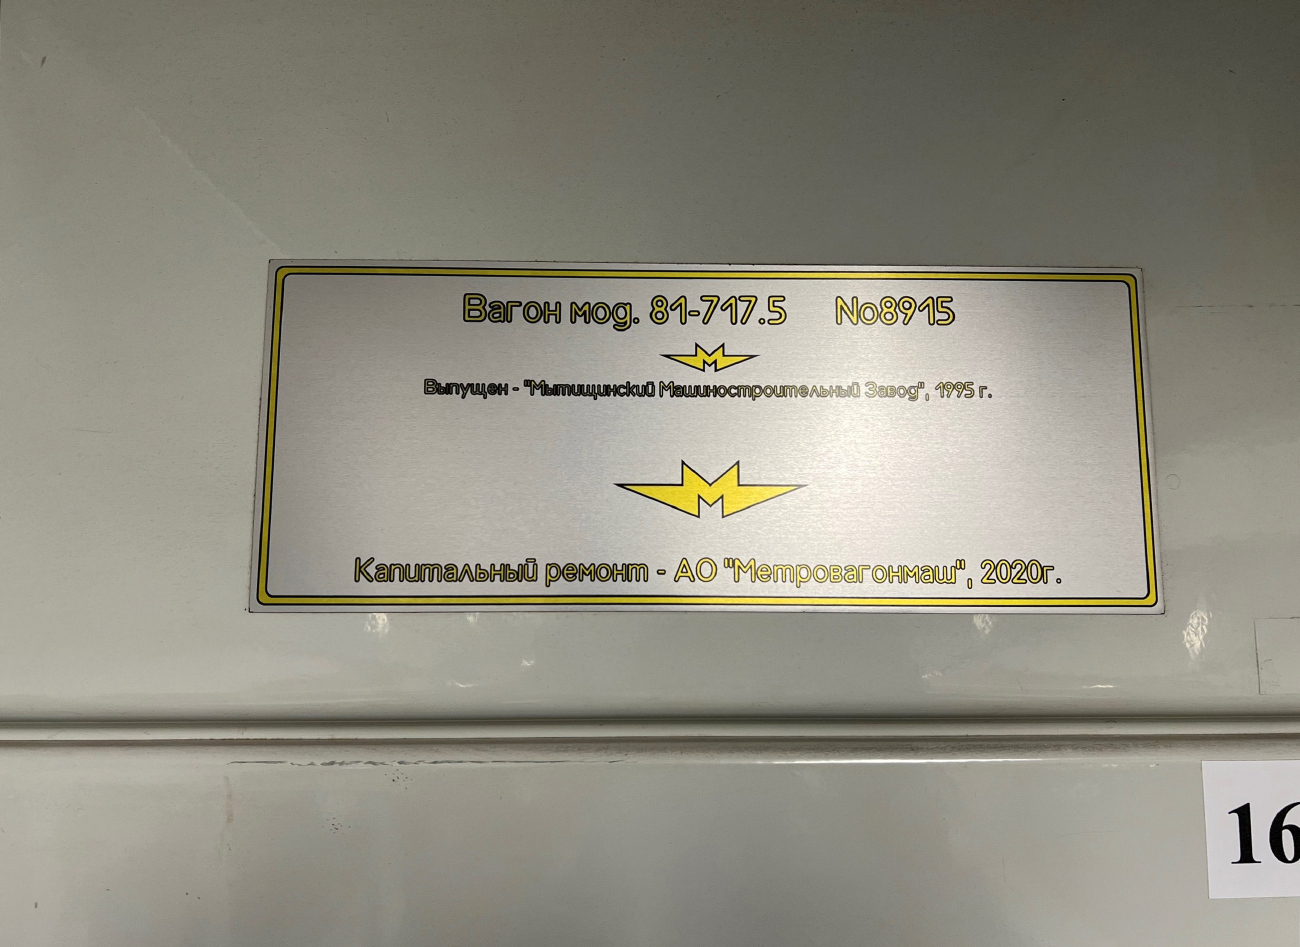 Вагон мод. 81-717.5 No8915
Выпущен - "Мытищинский Машиностроительный Завод", 1995 г.
Капитальный ремонт - АО "Метровагонмаш", 2020г.
16